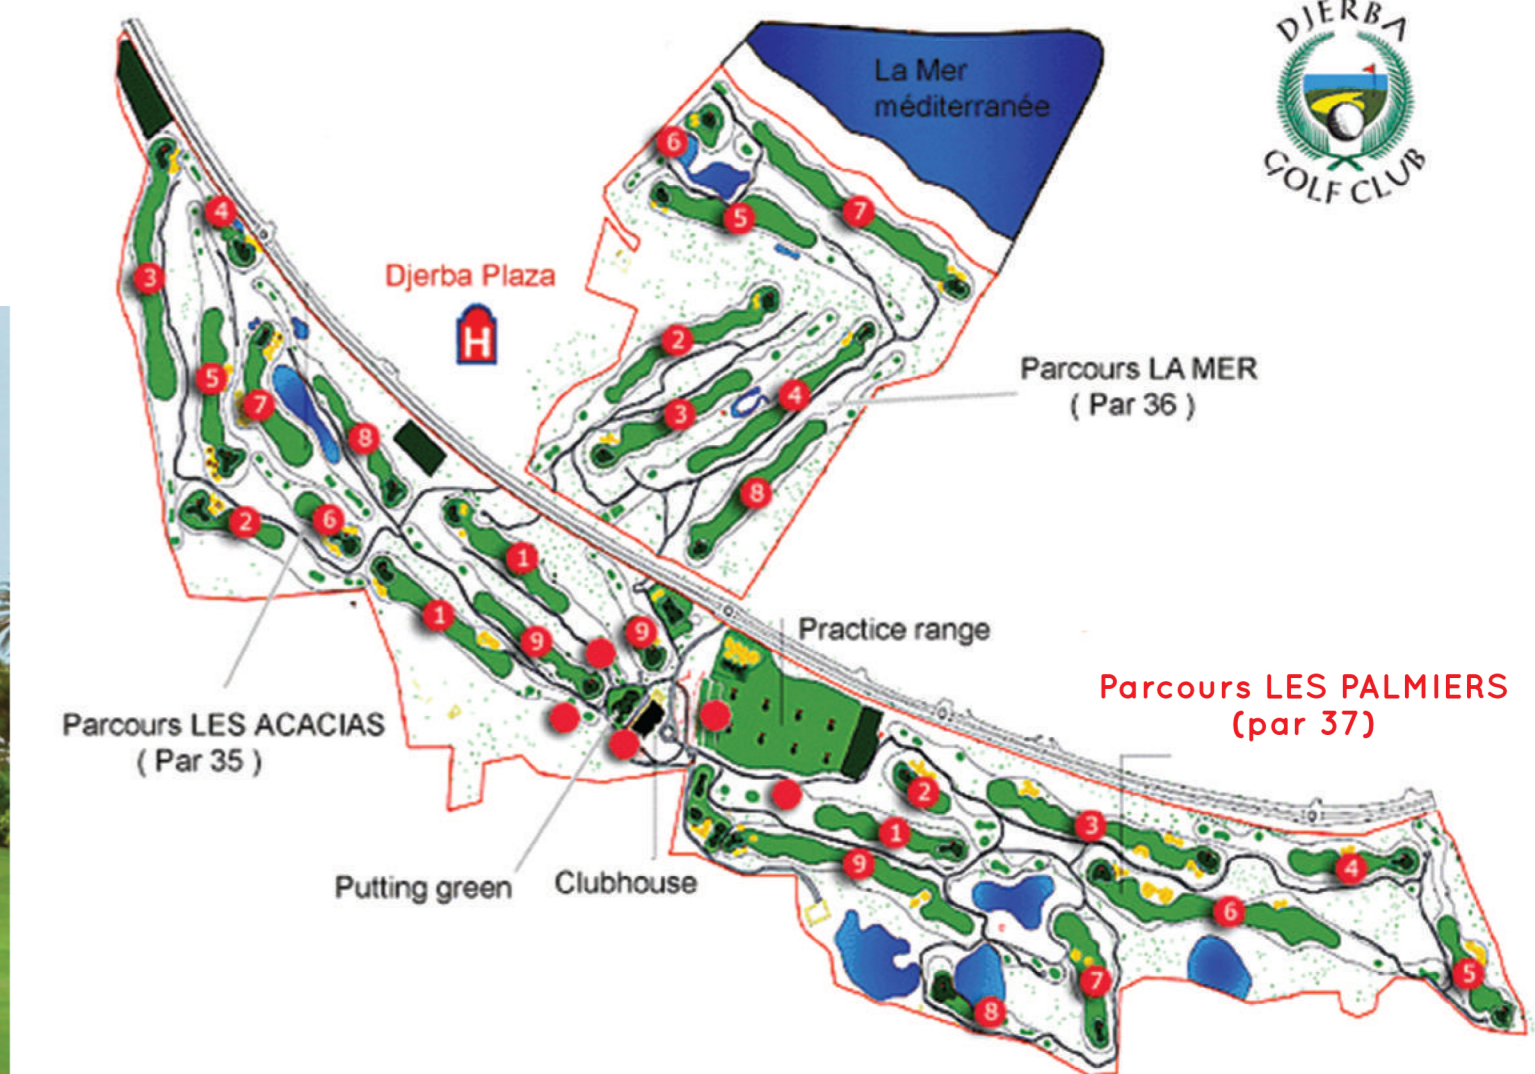 DJERBA
GOLF CLUB
La Mer
méditerranée
6
7
5
4
3
Djerba Plaza
H
2
Parcours LA MER
( Par 36 )
4
3
8
5
7
8
2
6
1
1
9
9
Practice range
Parcours LES ACACIAS
( Par 35 )
Parcours LES PALMIERS
(par 37)
Putting green
Clubhouse
2
3
1
9
4
6
5
7
8